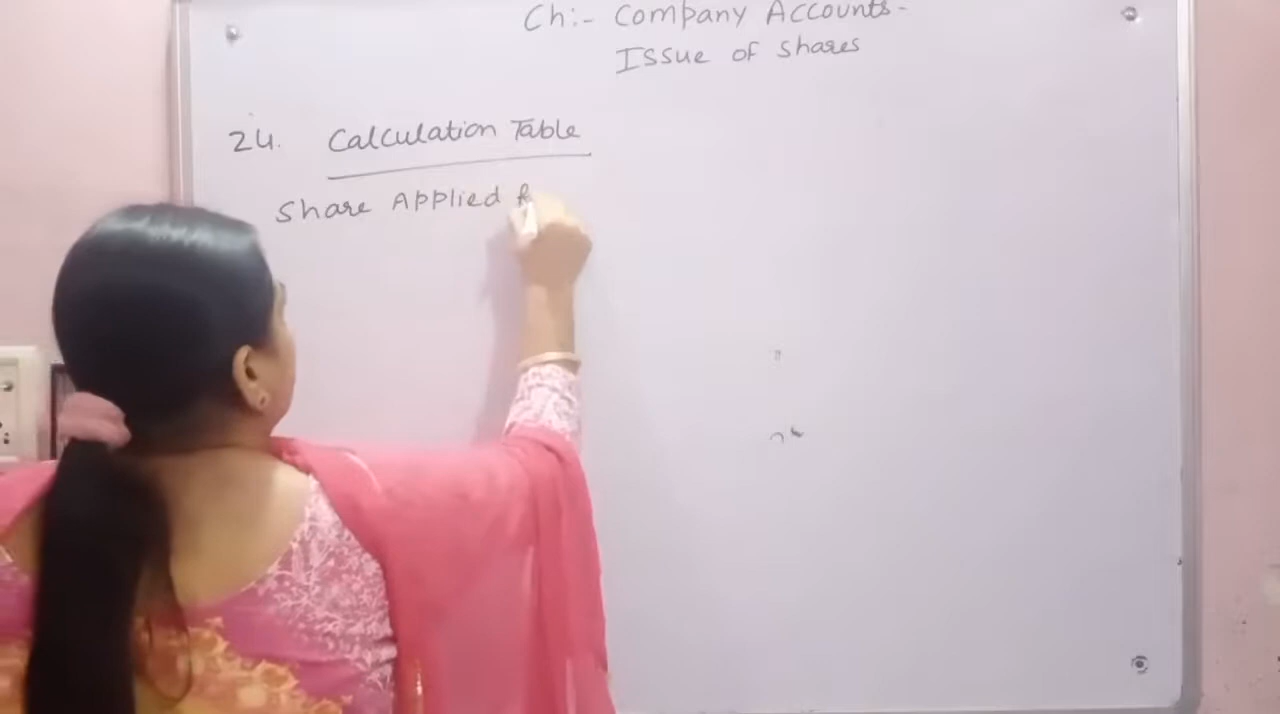 Ch:- Company Accounts-
Issue of Shares
24. Calculation Table
Share Applied